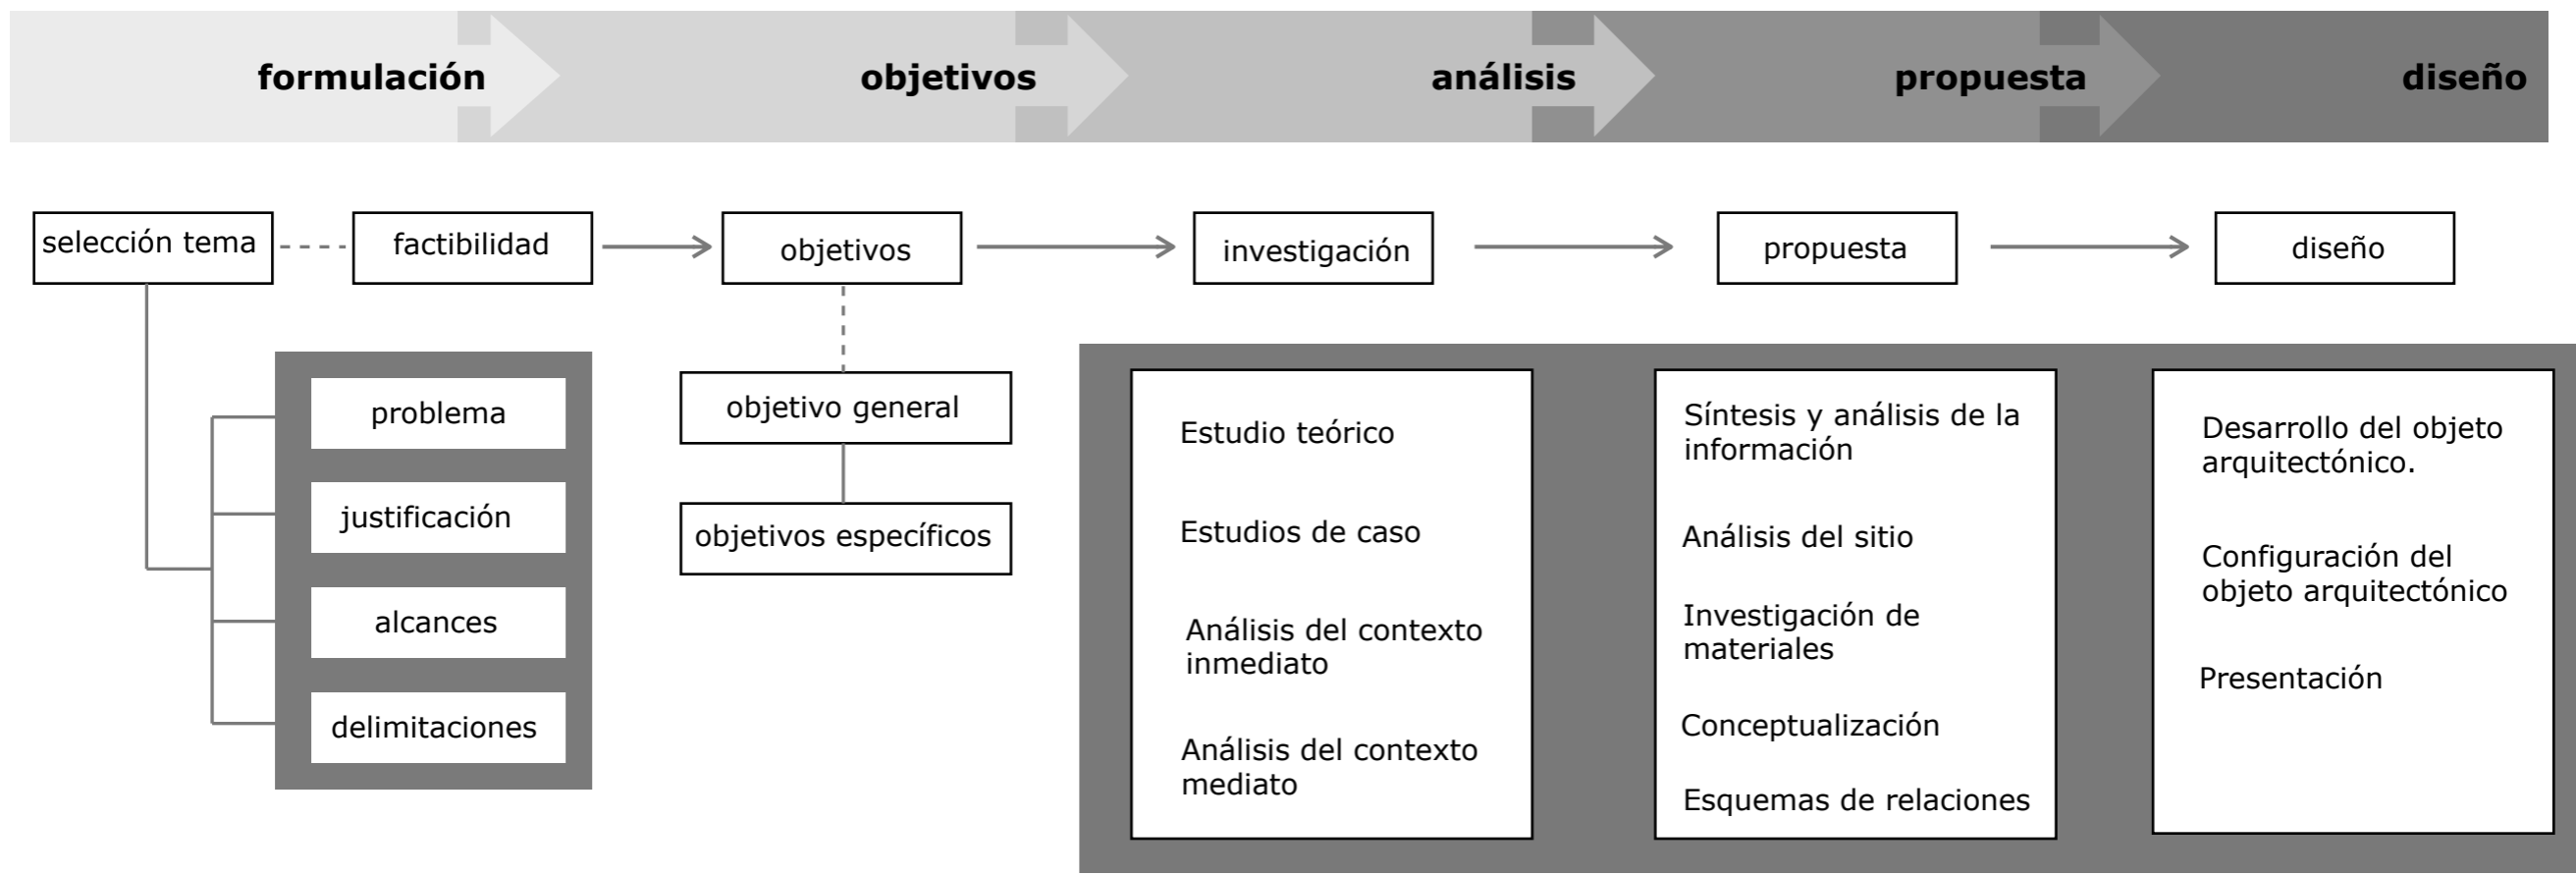 formulación
objetivos
análisis
propuesta
diseño
selección tema
factibilidad
objetivos
investigación
propuesta
diseño
problema
justificación
alcances
delimitaciones
objetivo general
objetivos específicos
Estudio teórico
Estudios de caso
Análisis del contexto
inmediato
Análisis del contexto
mediato
Síntesis y análisis de la
información
Análisis del sitio
Investigación de
materiales
Conceptualización
Esquemas de relaciones
Desarrollo del objeto
arquitectónico.
Configuración del
objeto arquitectónico
Presentación